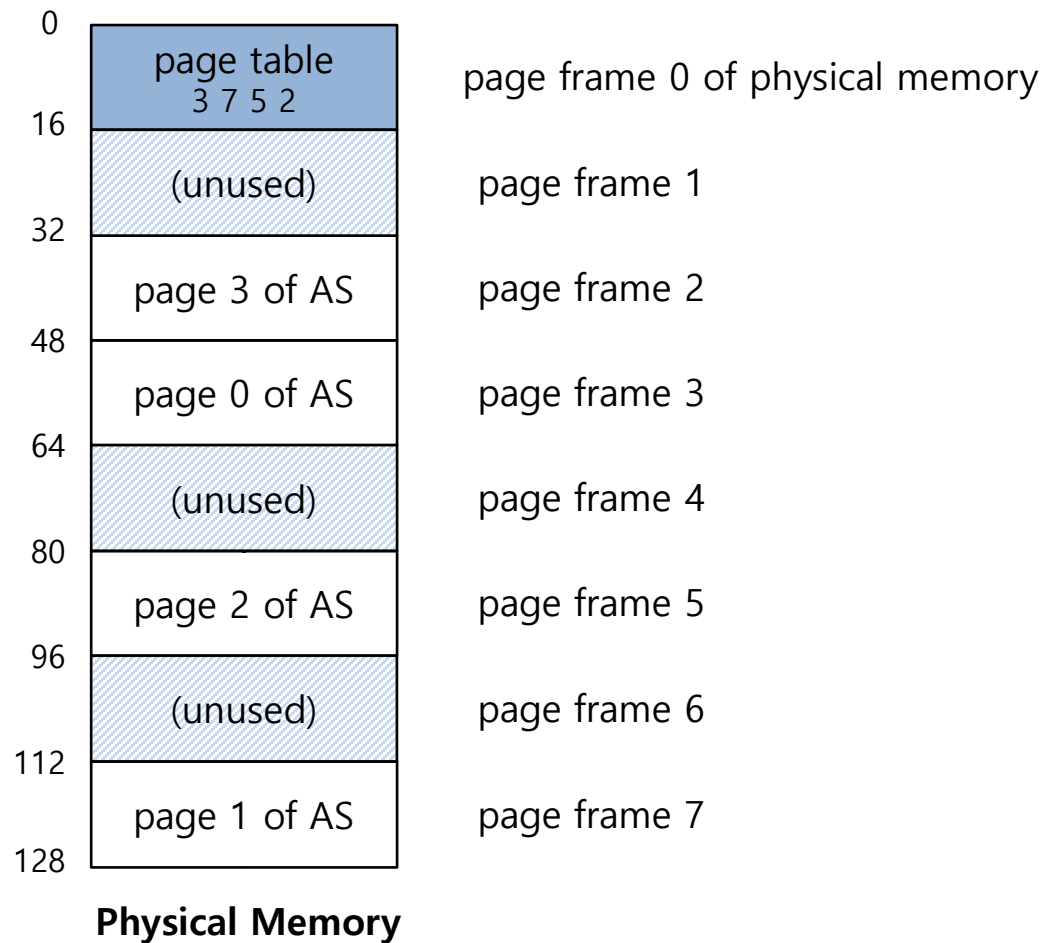 0
page table
3 7 5 2
page frame 0 of physical memory
16
(unused)
page frame 1
32
page 3 of AS
page frame 2
48
page 0 of AS
page frame 3
64
(unused)
page frame 4
80
page 2 of AS
page frame 5
96
(unused)
page frame 6
112
page 1 of AS
page frame 7
128
Physical Memory